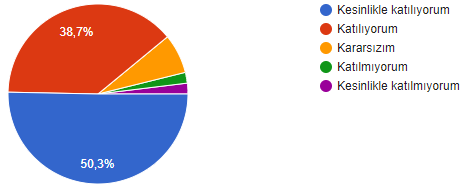 38,7%
50,3%
Kesinlikle katılıyorum
Katılıyorum
Kararsızım
Katılmıyorum
Kesinlikle katılmıyorum